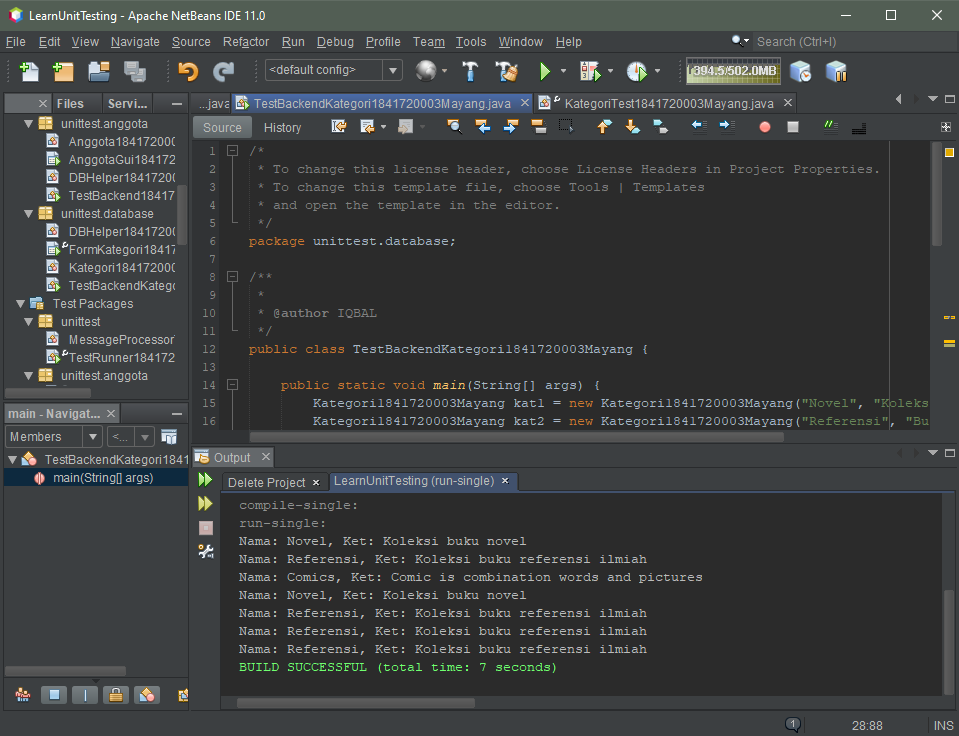 LearnUnitTesting - Apache NetBeans IDE 11.0
File Edit View Navigate Source Refactor Run Debug Profile Team Tools Window Help
Search (Ctrl+I)
<default config>
394.5/502.0MB
Files Servi...
...java TestBackendKategori1841720003Mayang.java KategoriTest1841720003Mayang.java
Source History
unittest.anggota
Anggota184172000
AnggotaGui184172
DBHelper18417200
TestBackend18417
unittest.database
DBHelper18417200
FormKategori18417
Kategori184172000
TestBackendKatego
Test Packages
unittest
MessageProcessor
TestRunner184172
unittest.anggota
1 /*
2 * To change this license header, choose License Headers in Project Properties.
3 * To change this template file, choose Tools | Templates
4 * and open the template in the editor.
5 */
6 package unittest.database;
7
8 /**
9 *
10 * @author IQBAL
11 */
12 public class TestBackendKategori1841720003Mayang {
13
14 public static void main(String[] args) {
15 Kategori1841720003Mayang kat1 = new Kategori1841720003Mayang("Novel", "Koleks
16 Kategori1841720003Mayang kat2 = new Kategori1841720003Mayang("Referensi", "Bu
main - Navigat...
Members <...
TestBackendKategori1841
main(String[] args)
Output
Delete Project LearnUnitTesting (run-single)
compile-single:
run-single:
Nama: Novel, Ket: Koleksi buku novel
Nama: Referensi, Ket: Koleksi buku referensi ilmiah
Nama: Comics, Ket: Comic is combination words and pictures
Nama: Novel, Ket: Koleksi buku novel
Nama: Referensi, Ket: Koleksi buku referensi ilmiah
Nama: Referensi, Ket: Koleksi buku referensi ilmiah
Nama: Referensi, Ket: Koleksi buku referensi ilmiah
BUILD SUCCESSFUL (total time: 7 seconds)
1 28:88 INS